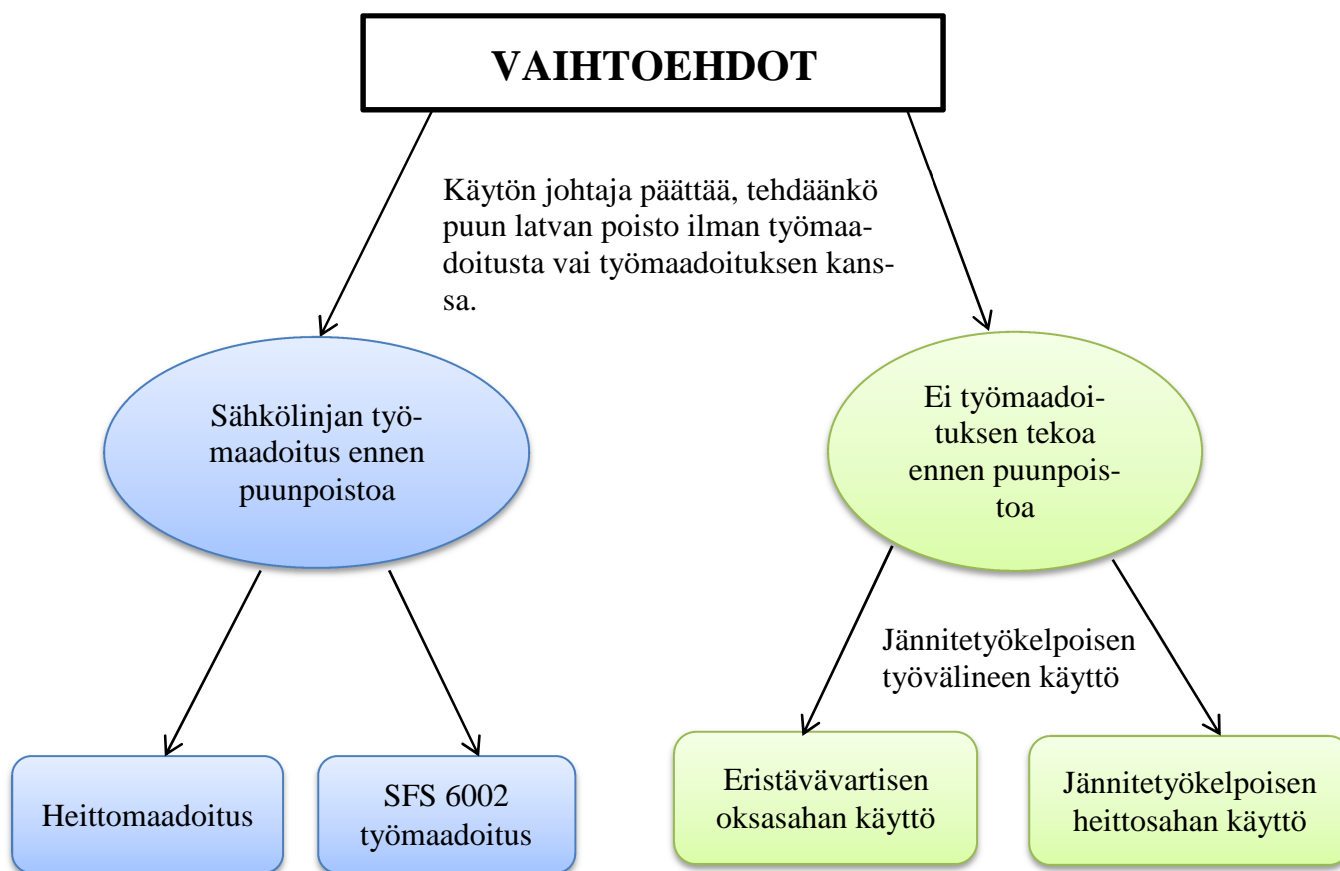 VAIHTOEHDOT
Käytön johtaja päättää, tehdäänkö
puun latvan poisto ilman työmaa-
doitusta vai työmaadoituksen kans-
sa.
Sähkölinjan työ-
maadoitus ennen
puunpoistoa
Ei työmaadoi-
tuksen tekoa
ennen puunpois-
toa
Jännitetyökelpoisen
työvälineen käyttö
Heittomaadoitus
SFS 6002
työmaadoitus
Eristävävartisen
oksasahan käyttö
Jännitetyökelpoisen
heittosahan käyttö